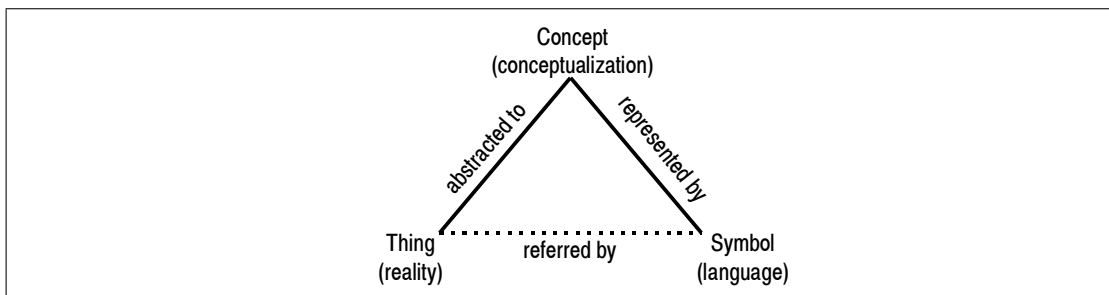 Concept
(conceptualization)
abstracted to
represented by
Thing
(reality)
referred by
Symbol
(language)